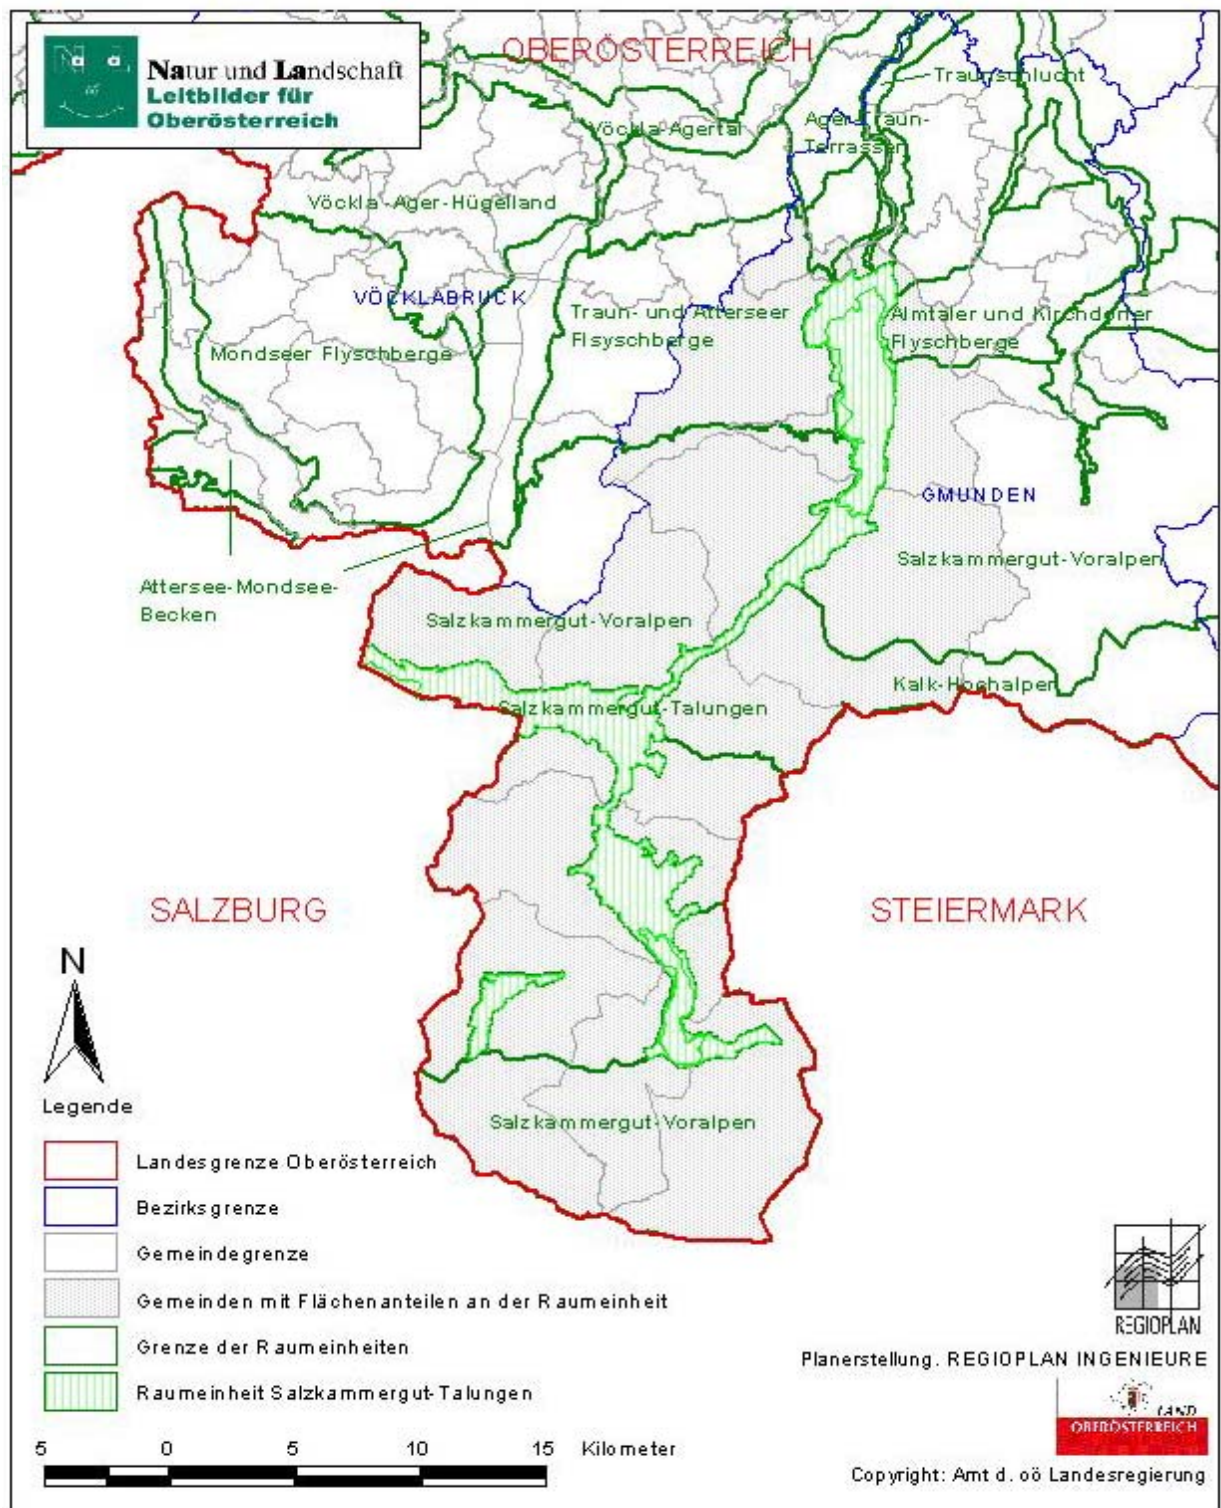 Natur und Landschaft
Leitbilder für
Oberösterreich
OBERÖSTERREICH
Traunschlucht
Vöckla-Agertal
Ager-Traun-
Terrassen
Vöckla-Ager-Hügelland
VÖCKLABRUCK
Traun- und Atterseer
Flsyschberge
Almtaler und Kirchdorfer
Flyschberge
Mondseer Flyschberge
GMUNDEN
Salzkammergut-Voralpen
Attersee-Mondsee-
Becken
Salzkammergut-Voralpen
Kalk-Hochalpen
Salzkammergut-Talungen
SALZBURG
STEIERMARK
N
Legende
Salzkammergut-Voralpen
Landesgrenze Oberösterreich
Bezirksgrenze
Gemeindegrenze
Gemeinden mit Flächenanteilen an der Raumeinheit
Grenze der Raumeinheiten
Raumeinheit Salzkammergut-Talungen
REGIOPLAN
Planerstellung. REGIOPLAN INGENIEURE
LAND
OBERÖSTERREICH
5 0 5 10 15 Kilometer
Copyright: Amt d. oö Landesregierung